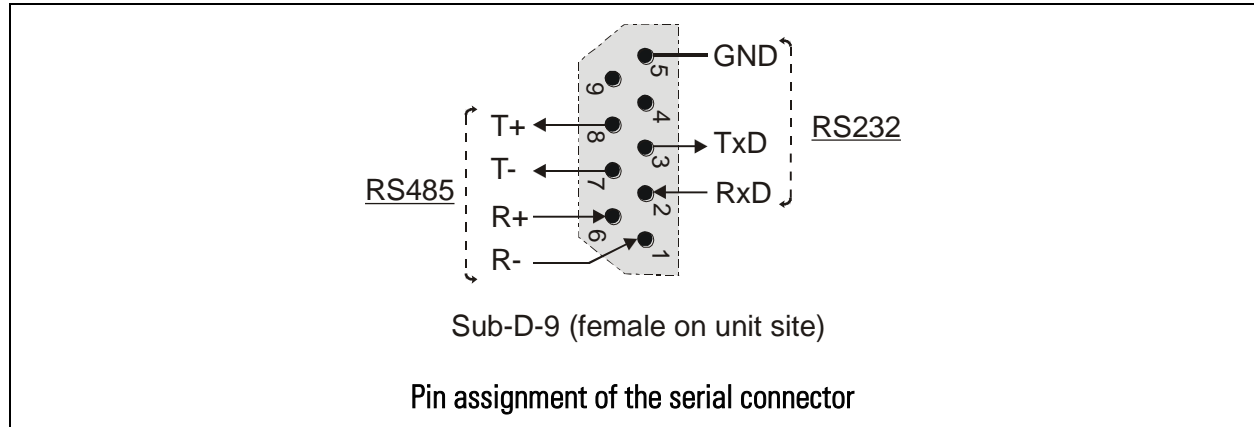 GND
5
9
4
T+
8
RS232
3
TxD
T-
7
RxD
2
RS485
R+
6
R-
1
Sub-D-9 (female on unit site)
Pin assignment of the serial connector